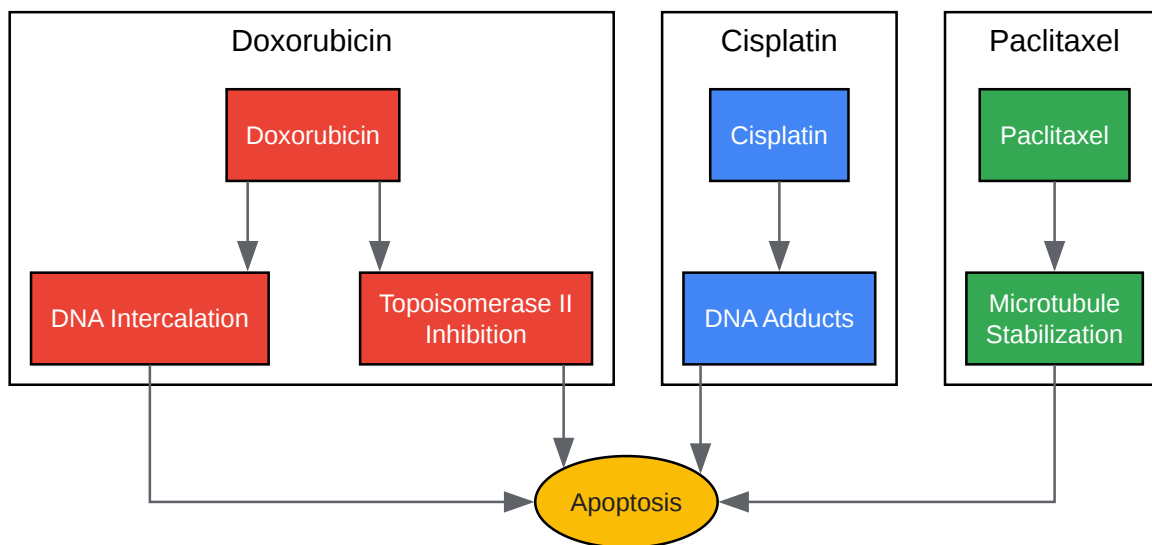 Doxorubicin
Cisplatin
Paclitaxel
Doxorubicin
Cisplatin
Paclitaxel
DNA Intercalation
Topoisomerase II
Inhibition
DNA Adducts
Microtubule
Stabilization
Apoptosis